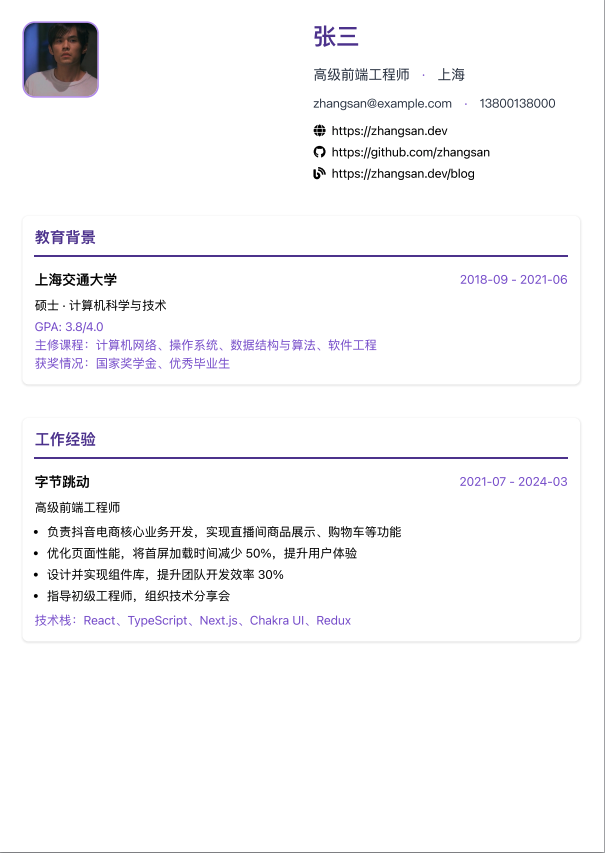 张三
高级前端工程师 · 上海
zhangsan@example.com · 13800138000
https://zhangsan.dev
https://github.com/zhangsan
https://zhangsan.dev/blog
教育背景
上海交通大学 2018-09 - 2021-06
硕士 · 计算机科学与技术
GPA: 3.8/4.0
主修课程：计算机网络、操作系统、数据结构与算法、软件工程
获奖情况：国家奖学金、优秀毕业生
工作经验
字节跳动 2021-07 - 2024-03
高级前端工程师
• 负责抖音电商核心业务开发，实现直播间商品展示、购物车等功能
• 优化页面性能，将首屏加载时间减少 50%，提升用户体验
• 设计并实现组件库，提升团队开发效率 30%
• 指导初级工程师，组织技术分享会
技术栈：React、TypeScript、Next.js、Chakra UI、Redux